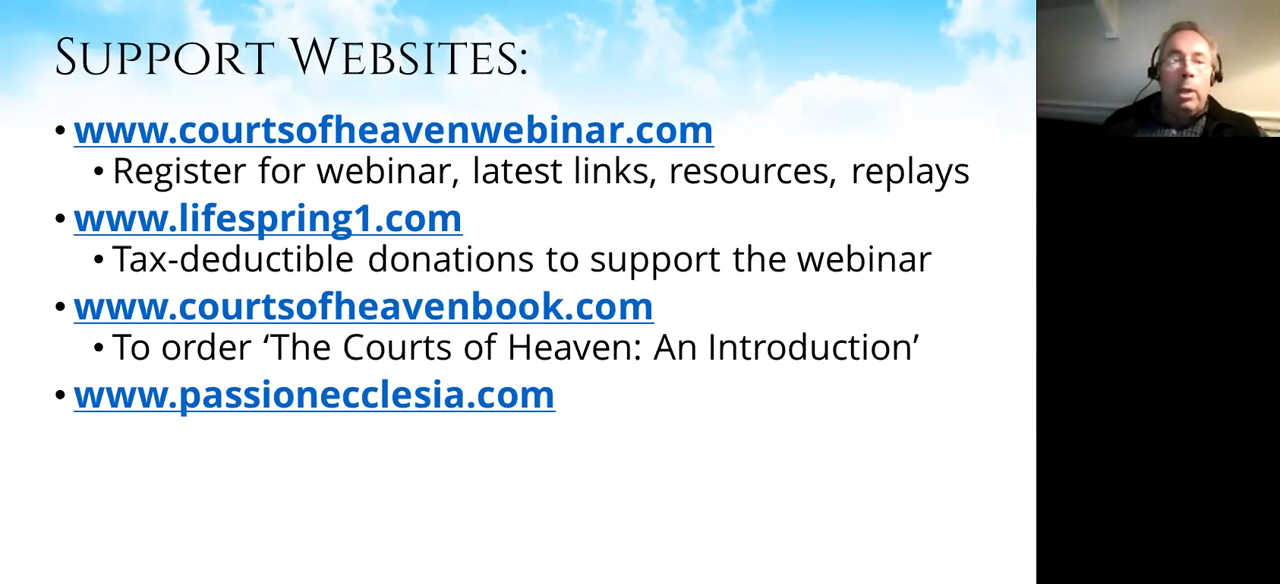 Support Websites:
• www.courtsofheavenwebinar.com
• Register for webinar, latest links, resources, replays
• www.lifespring1.com
• Tax-deductible donations to support the webinar
• www.courtsofheavenbook.com
• To order ‘The Courts of Heaven: An Introduction’
• www.passionecclesia.com